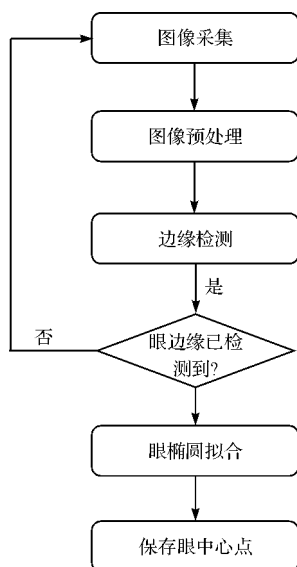 图像采集
图像预处理
边缘检测
是
否
眼边缘已检
测到?
眼椭圆拟合
保存眼中心点